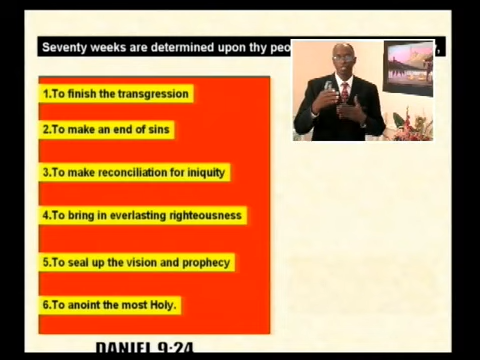 Seventy weeks are determined upon thy
1.To finish the transgression
2.To make an end of sins
3.To make reconciliation for iniquity
4.To bring in everlasting righteousness
5.To seal up the vision and prophecy
6.To anoint the most Holy.
DANIEL 9:24